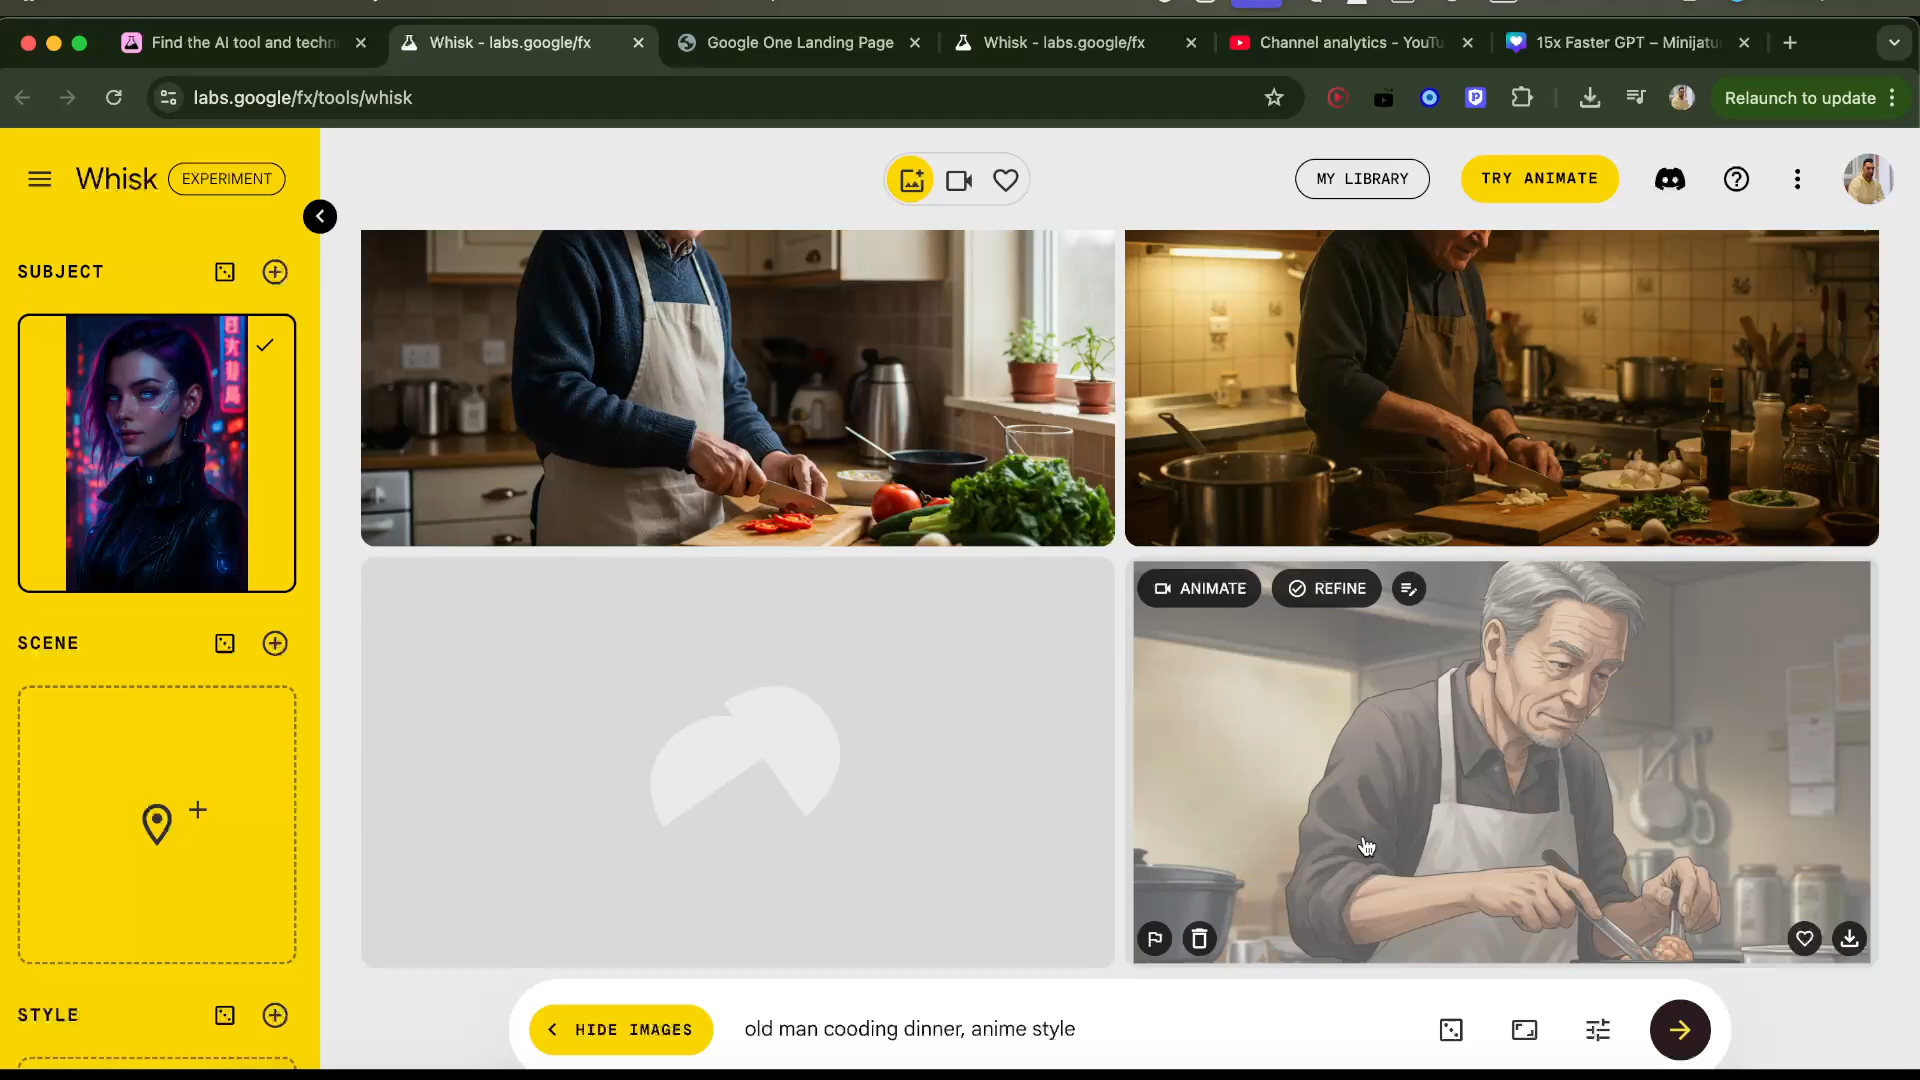 Find the AI tool and techn
Whisk - labs.google/fx
Google One Landing Page
Whisk - labs.google/fx
Channel analytics - YouTu
15x Faster GPT – Minijatu
labs.google/fx/tools/whisk
Relaunch to update
Whisk
EXPERIMENT
MY LIBRARY
TRY ANIMATE
SUBJECT
SCENE
ANIMATE
REFINE
STYLE
HIDE IMAGES
old man cooding dinner, anime style